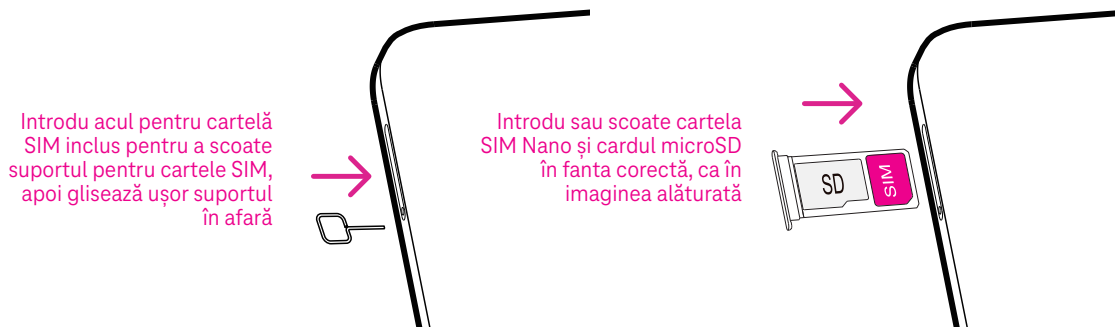 Introdu acul pentru cartelă
SIM inclus pentru a scoate
suportul pentru cartele SIM,
apoi glisează ușor suportul
în afară
Introdu sau scoate cartela
SIM Nano și cardul microSD
în fanta corectă, ca în
imaginea alăturată
SD
SIM